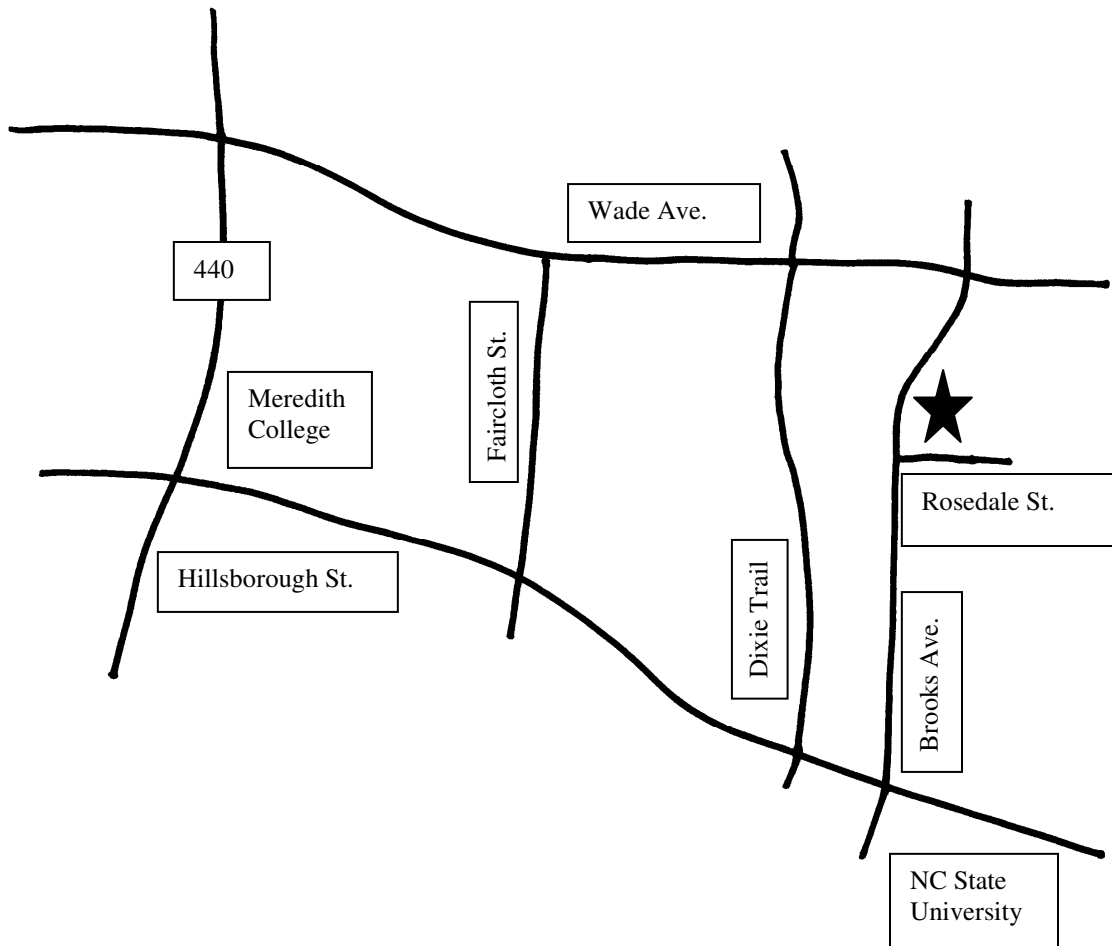 Wade Ave.
440
Faircloth St.
Meredith
College
Rosedale St.
Hillsborough St.
Dixie Trail
Brooks Ave.
NC State
University